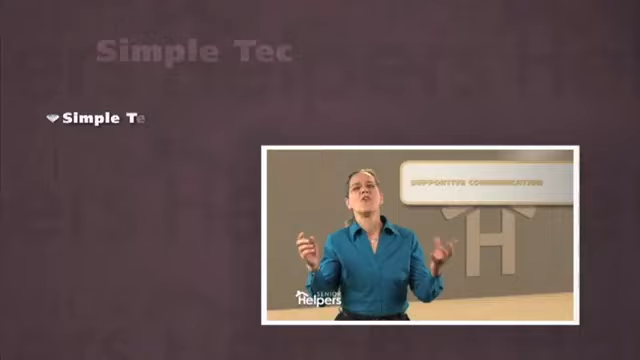 Simple Tec
Simple Te
SUPPORTIVE COMMUNICATION
H
SENIOR
Helpers